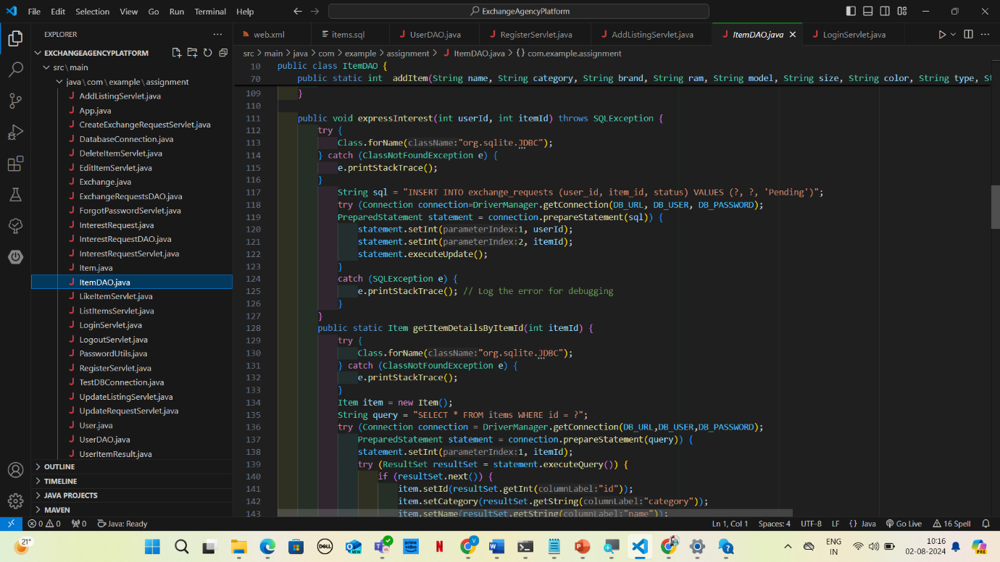 File Edit Selection View Go Run Terminal Help
ExchangeAgencyPlatform
EXPLORER
EXCHANGEAGENCYPLATFORM
src\main
java\com\example\assignment
AddListingServlet.java
App.java
CreateExchangeRequestServlet.java
DatabaseConnection.java
DeleteItemServlet.java
EditItemServlet.java
Exchange.java
ExchangeRequestsDAO.java
ForgotPasswordServlet.java
InterestRequest.java
InterestRequestDAO.java
InterestRequestServlet.java
Item.java
ItemDAO.java
LikeItemServlet.java
ListItemsServlet.java
LoginServlet.java
LogoutServlet.java
PasswordUtils.java
RegisterServlet.java
TestDBConnection.java
UpdateListingServlet.java
UpdateRequestServlet.java
User.java
UserDAO.java
UserItemResult.java
OUTLINE
TIMELINE
JAVA PROJECTS
MAVEN
web.xml items.sql UserDAO.java RegisterServlet.java AddListingServlet.java ItemDAO.java LoginServlet.java
src > main > java > com > example > assignment > ItemDAO.java > {} com.example.assignment
10 public class ItemDAO {
70 public static int addItem(String name, String category, String brand, String ram, String model, String size, String color, String type, St
109 }
110
111 public void expressInterest(int userId, int itemId) throws SQLException {
112 try {
113 Class.forName(className:"org.sqlite.JDBC");
114 } catch (ClassNotFoundException e) {
115 e.printStackTrace();
116 }
117 String sql = "INSERT INTO exchange_requests (user_id, item_id, status) VALUES (?, ?, 'Pending')";
118 try (Connection connection=DriverManager.getConnection(DB_URL, DB_USER, DB_PASSWORD);
119 PreparedStatement statement = connection.prepareStatement(sql)) {
120 statement.setInt(parameterIndex:1, userId);
121 statement.setInt(parameterIndex:2, itemId);
122 statement.executeUpdate();
123 }
124 catch (SQLException e) {
125 e.printStackTrace(); // Log the error for debugging
126 }
127 }
128 public static Item getItemDetailsByItemId(int itemId) {
129 try {
130 Class.forName(className:"org.sqlite.JDBC");
131 } catch (ClassNotFoundException e) {
132 e.printStackTrace();
133 }
134 Item item = new Item();
135 String query = "SELECT * FROM items WHERE id = ?";
136 try (Connection connection = DriverManager.getConnection(DB_URL,DB_USER,DB_PASSWORD);
137 PreparedStatement statement = connection.prepareStatement(query)) {
138 statement.setInt(parameterIndex:1, itemId);
139 try (ResultSet resultSet = statement.executeQuery()) {
140 if (resultSet.next()) {
141 item.setId(resultSet.getInt(columnLabel:"id"));
142 item.setCategory(resultSet.getString(columnLabel:"category"));
143 item.setName(resultSet.getString(columnLabel:"name"));
0 0 0 Java: Ready Ln 1, Col 1 Spaces: 4 UTF-8 LF {} Java Go Live 16 Spell
21° DELL NEW prime video N V ENG 10:16 PRE
IN 02-08-2024